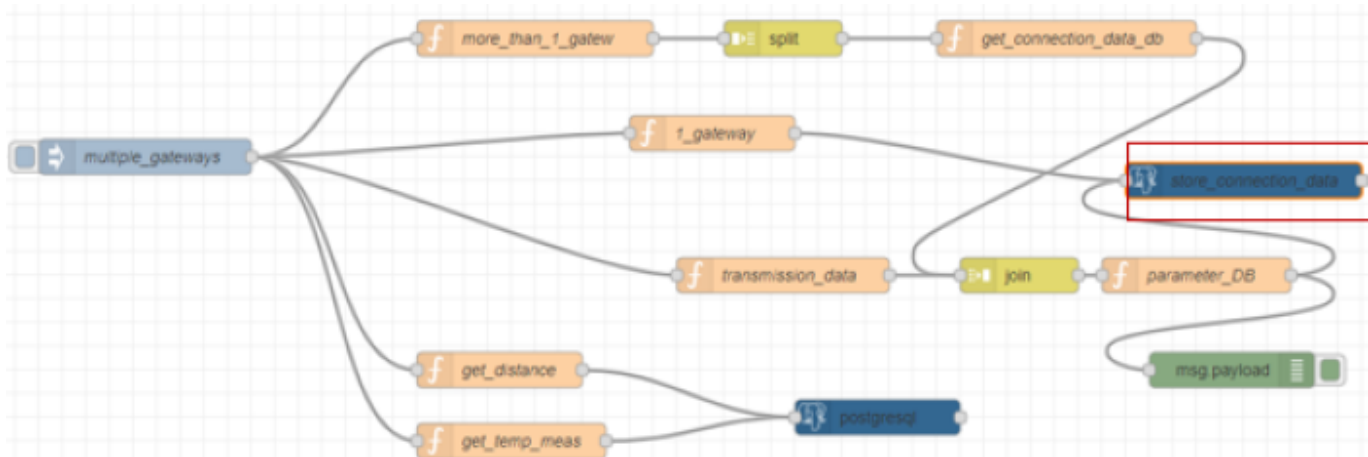 more_than_1_gatew
split
get_connection_data_db
1_gateway
multiple_gateways
store_connection_data
transmission_data
join
parameter_DB
get_distance
msg.payload
postgresql
get_temp_meas